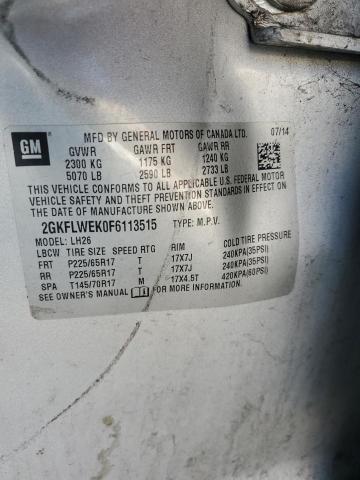 GM
MFD BY GENERAL MOTORS OF CANADA LTD. 07/14
GVWR GAWR FRT GAWR RR
2300 KG 1175 KG 1240 KG
5070 LB 2590 LB 2733 LB
THIS VEHICLE CONFORMS TO ALL APPLICABLE U.S. FEDERAL MOTOR
VEHICLE SAFETY AND THEFT PREVENTION STANDARDS IN EFFECT
ON THE DATE OF MANUFACTURE SHOWN ABOVE.
2GKFLWEK0F6113515 TYPE: M.P.V.
MODEL: LH26
LBCW TIRE SIZE SPEED RTG RIM COLD TIRE PRESSURE
FRT P225/65R17 T 17X7J 240KPA(35PSI)
RR P225/65R17 T 17X7J 240KPA(35PSI)
SPA T145/70R17 M 17X4.5T 420KPA(60PSI)
SEE OWNER'S MANUAL FOR MORE INFORMATION